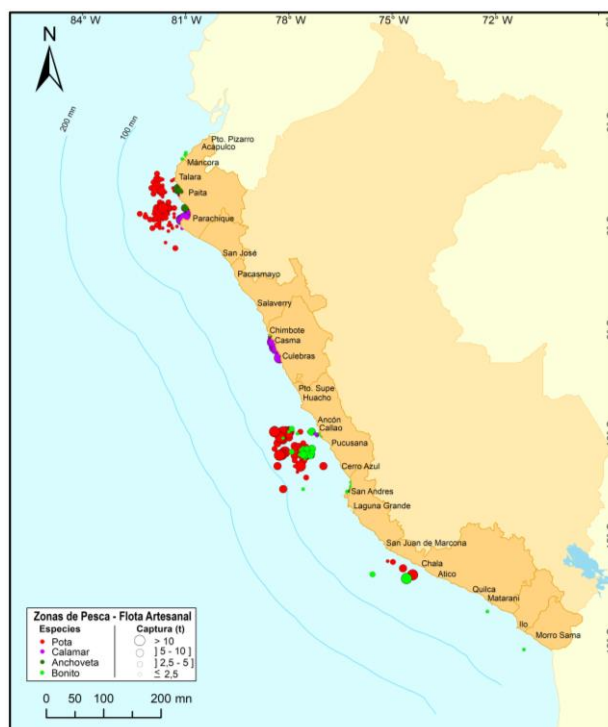 84°W 81°W 78°W 75°W 72°W
N
200 mn
100 mn
Pto. Pizarro
Acapulco
Máncora
Talara
Paita
Parachique
San José
Pacasmayp
Salaverry
Chimbote
Casma
Culebras
Pto. Supe
Huacho
Ancón
Callao
Pucusana
Cerro Azul
San Andres
Laguna Grande
San Juan de Marcona
Chala
Atico
Quilca
Matarani
Ilo
Morro Sama
Zonas de Pesca - Flota Artesanal
Especies Captura (t)
Pota > 10
Calamar ] 5 - 10 ]
Anchoveta ] 2,5 - 5 ]
Bonito ≤ 2,5
0 50 100 200 mn